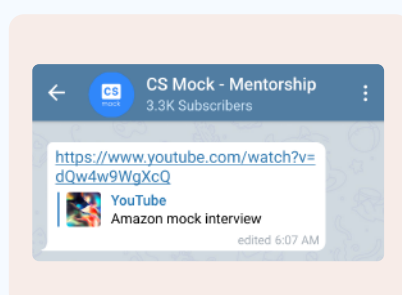 CS Mock - Mentorship
CS
mock
3.3K Subscribers
https://www.youtube.com/watch?v=
dQw4w9WgXcQ
YouTube
Amazon mock interview
edited 6:07 AM